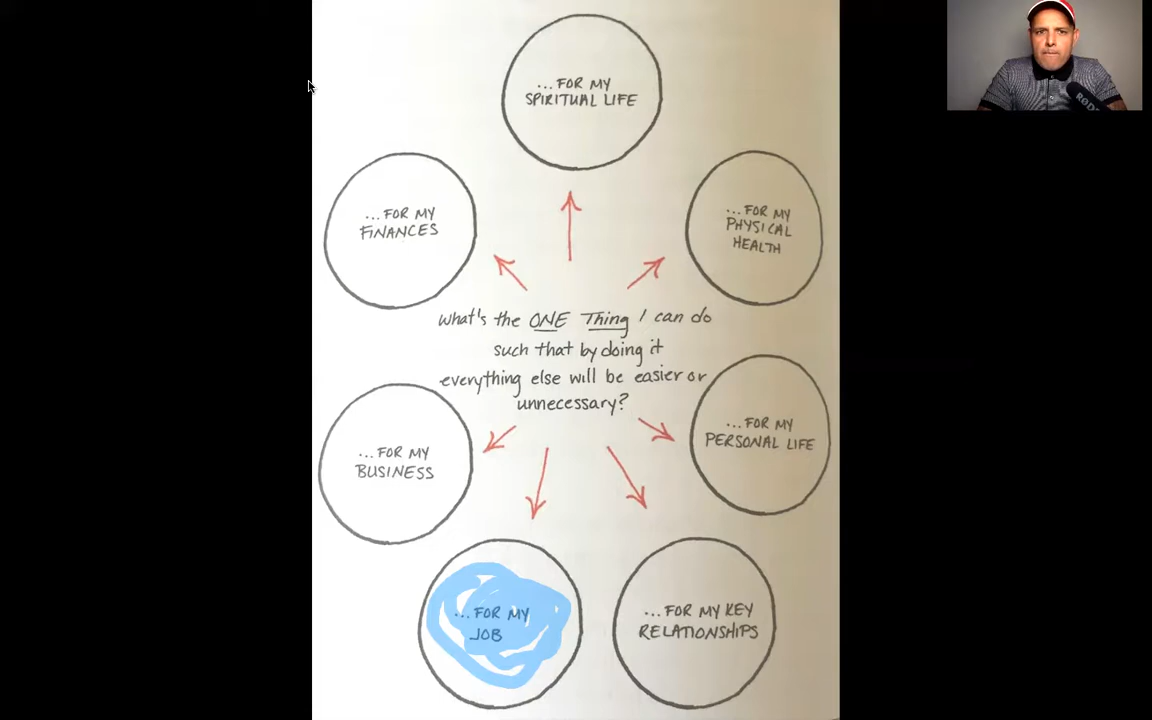 ...FOR MY
SPIRITUAL LIFE
...FOR MY
FINANCES
...FOR MY
PHYSICAL
HEALTH
what's the ONE Thing I can do
such that by doing it
everything else will be easier or
unnecessary?
...FOR MY
PERSONAL LIFE
...FOR MY
BUSINESS
...FOR MY
JOB
...FOR MY KEY
RELATIONSHIPS
RØDE